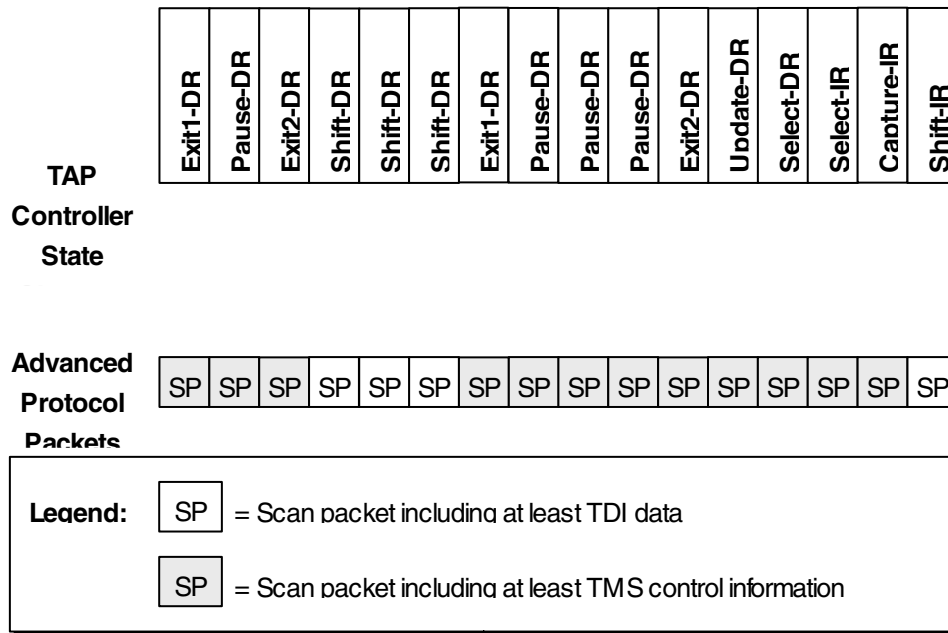 Exit1-DR
Pause-DR
Exit2-DR
Shift-DR
Shift-DR
Shift-DR
Exit1-DR
Pause-DR
Pause-DR
Pause-DR
Exit2-DR
Update-DR
Select-DR
Select-IR
Capture-IR
Shift-IR
TAP
Controller
State
Advanced
Protocol
Packets
SP SP SP SP SP SP SP SP SP SP SP SP SP SP SP SP
Legend:
SP = Scan packet including at least TDI data
SP = Scan packet including at least TMS control information